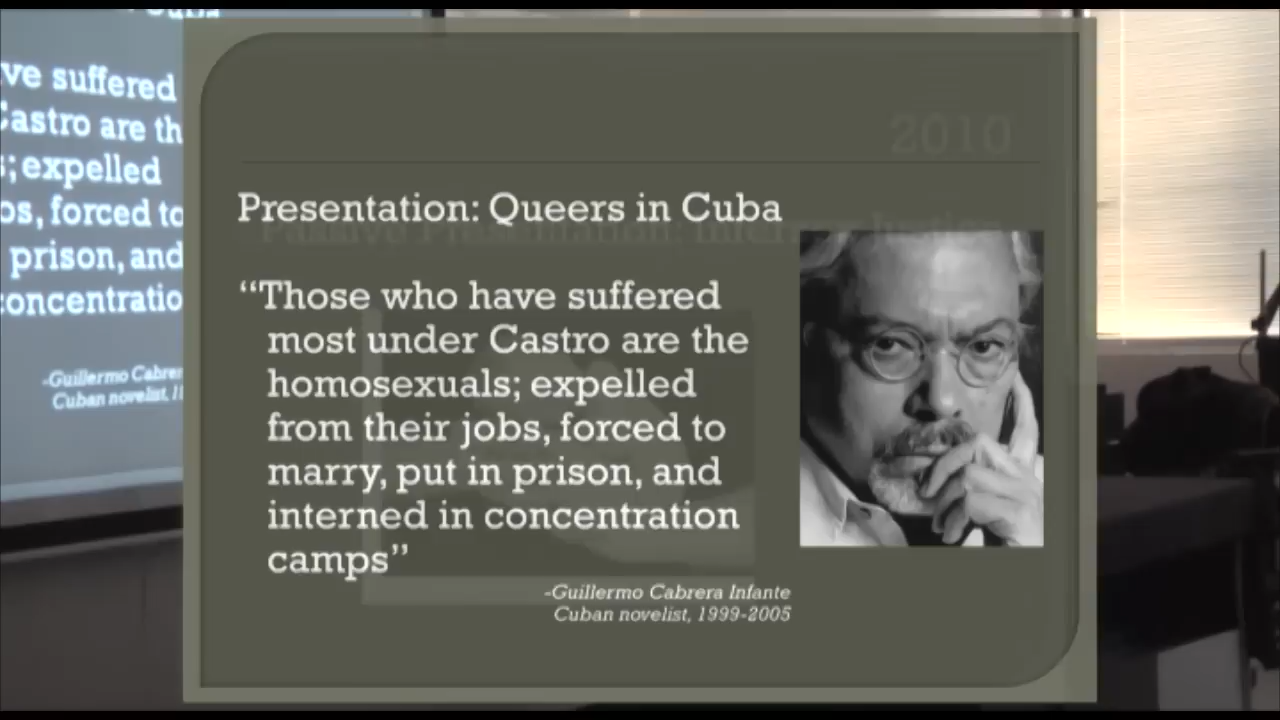 ve suffered
Castro are th
s; expelled
os, forced to
prison, and
concentratio
-Guillermo Cabrer
Cuban novelist, 1
2010
Presentation: Queers in Cuba
“Those who have suffered
most under Castro are the
homosexuals; expelled
from their jobs, forced to
marry, put in prison, and
interned in concentration
camps”
-Guillermo Cabrera Infante
Cuban novelist, 1999-2005